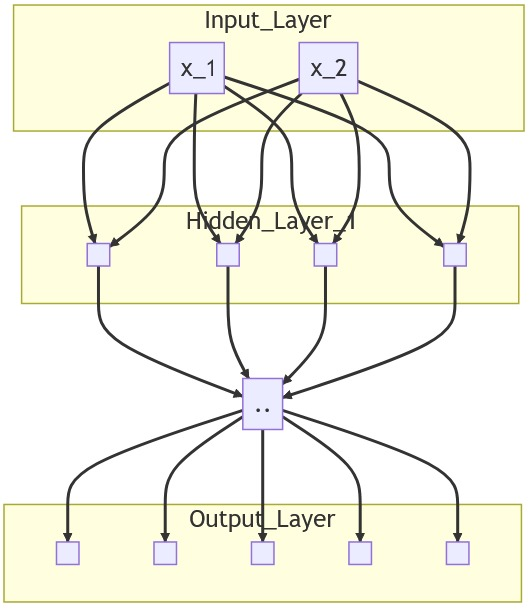 Input_Layer
x_1 x_2
Hidden_Layer_1
..
Output_Layer